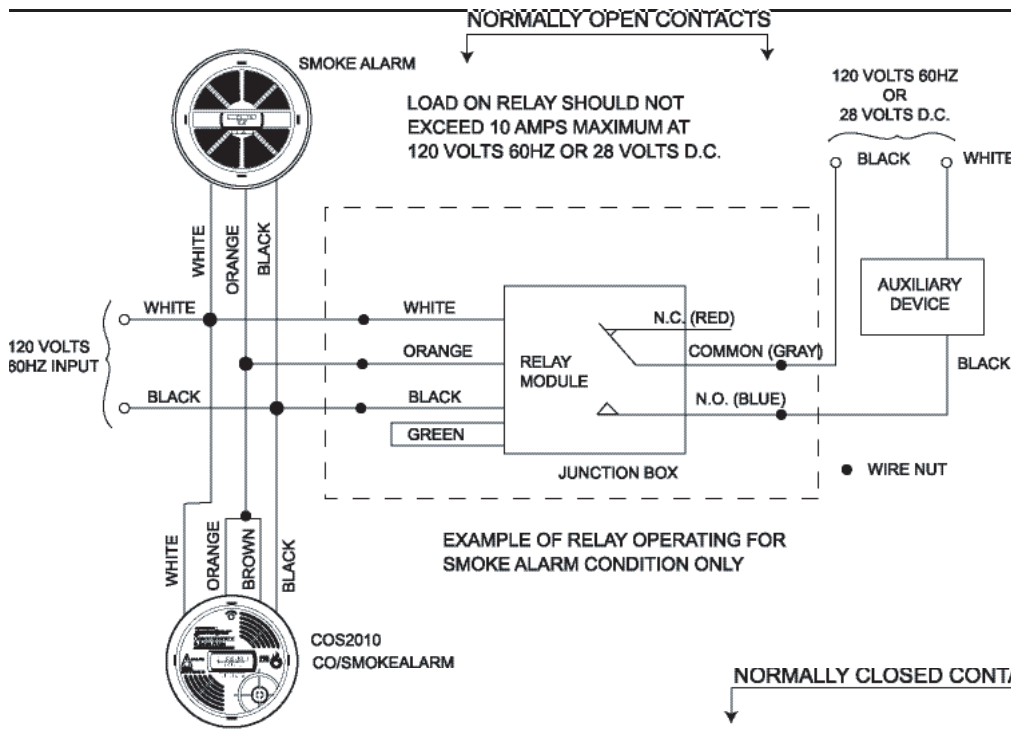 NORMALLY OPEN CONTACTS
SMOKE ALARM
LOAD ON RELAY SHOULD NOT
EXCEED 10 AMPS MAXIMUM AT
120 VOLTS 60HZ OR 28 VOLTS D.C.
120 VOLTS 60HZ
OR
28 VOLTS D.C.
BLACK
WHITE
WHITE
ORANGE
BLACK
AUXILIARY
DEVICE
BLACK
120 VOLTS
60HZ INPUT
WHITE
BLACK
WHITE
ORANGE
BLACK
GREEN
RELAY
MODULE
N.C. (RED)
COMMON (GRAY)
N.O. (BLUE)
JUNCTION BOX
WIRE NUT
EXAMPLE OF RELAY OPERATING FOR
SMOKE ALARM CONDITION ONLY
WHITE
ORANGE
BROWN
BLACK
COS2010
CO/SMOKEALARM
NORMALLY CLOSED CONTA